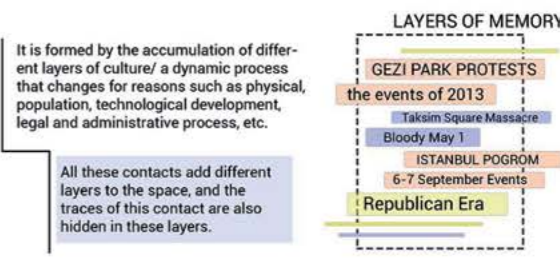 It is formed by the accumulation of differ-
ent layers of culture/ a dynamic process
that changes for reasons such as physical,
population, technological development,
legal and administrative process, etc.
All these contacts add different
layers to the space, and the
traces of this contact are also
hidden in these layers.
LAYERS OF MEMORY
GEZI PARK PROTESTS
the events of 2013
Taksim Square Massacre
Bloody May 1
ISTANBUL POGROM
6-7 September Events
Republican Era